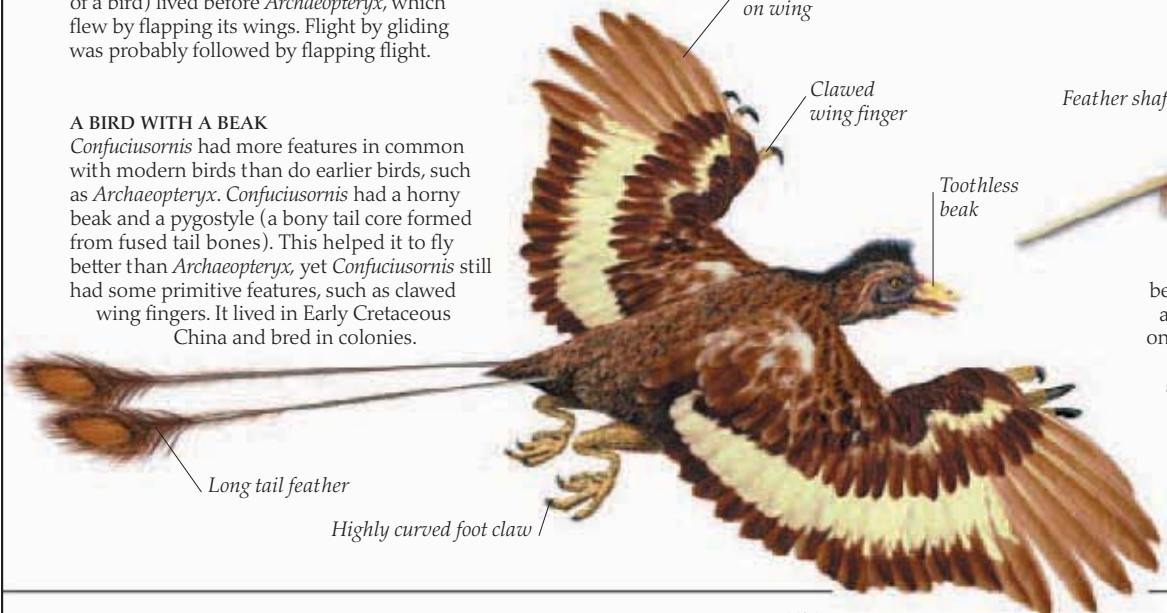 of a bird) lived before Archaeopteryx, which
flew by flapping its wings. Flight by gliding
was probably followed by flapping flight.
A BIRD WITH A BEAK
Confuciusornis had more features in common
with modern birds than do earlier birds, such
as Archaeopteryx. Confuciusornis had a horny
beak and a pygostyle (a bony tail core formed
from fused tail bones). This helped it to fly
better than Archaeopteryx, yet Confuciusornis still
had some primitive features, such as clawed
wing fingers. It lived in Early Cretaceous
China and bred in colonies.
on wing
Clawed
wing finger
Toothless
beak
Long tail feather
Highly curved foot claw
Feather